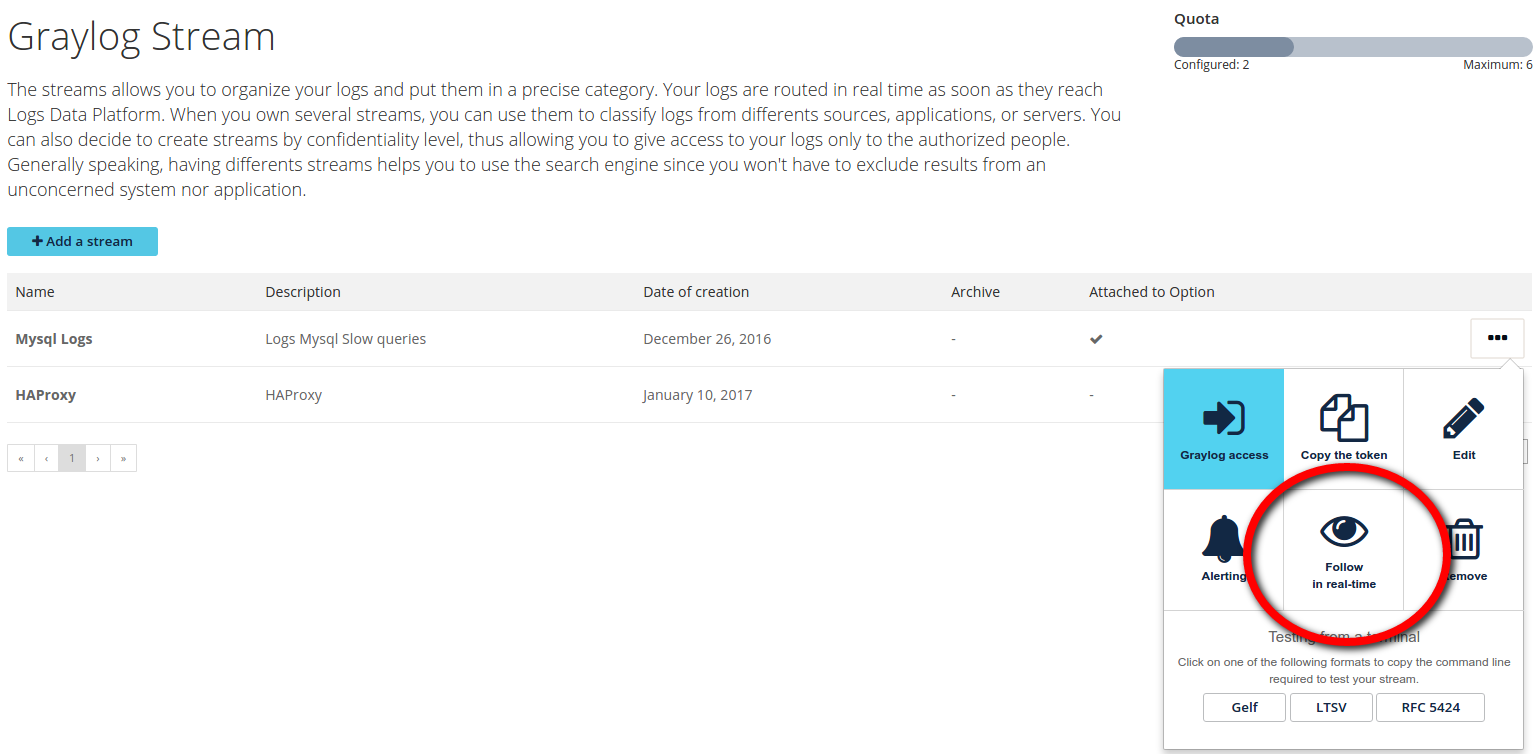 Graylog Stream
Quota
Configured: 2 Maximum: 6
The streams allows you to organize your logs and put them in a precise category. Your logs are routed in real time as soon as they reach
Logs Data Platform. When you own several streams, you can use them to classify logs from differents sources, applications, or servers. You
can also decide to create streams by confidentiality level, thus allowing you to give access to your logs only to the authorized people.
Generally speaking, having differents streams helps you to use the search engine since you won't have to exclude results from an
unconcerned system nor application.
+ Add a stream
Name Description Date of creation Archive Attached to Option
Mysql Logs Logs Mysql Slow queries December 26, 2016 - ✔ •••
HAProxy HAProxy January 10, 2017 - -
« ‹ 1 › »
Graylog access Copy the token Edit
Alerting Follow
in real-time
emove
Testing from a terminal
Click on one of the following formats to copy the command line
required to test your stream.
Gelf LTSV RFC 5424